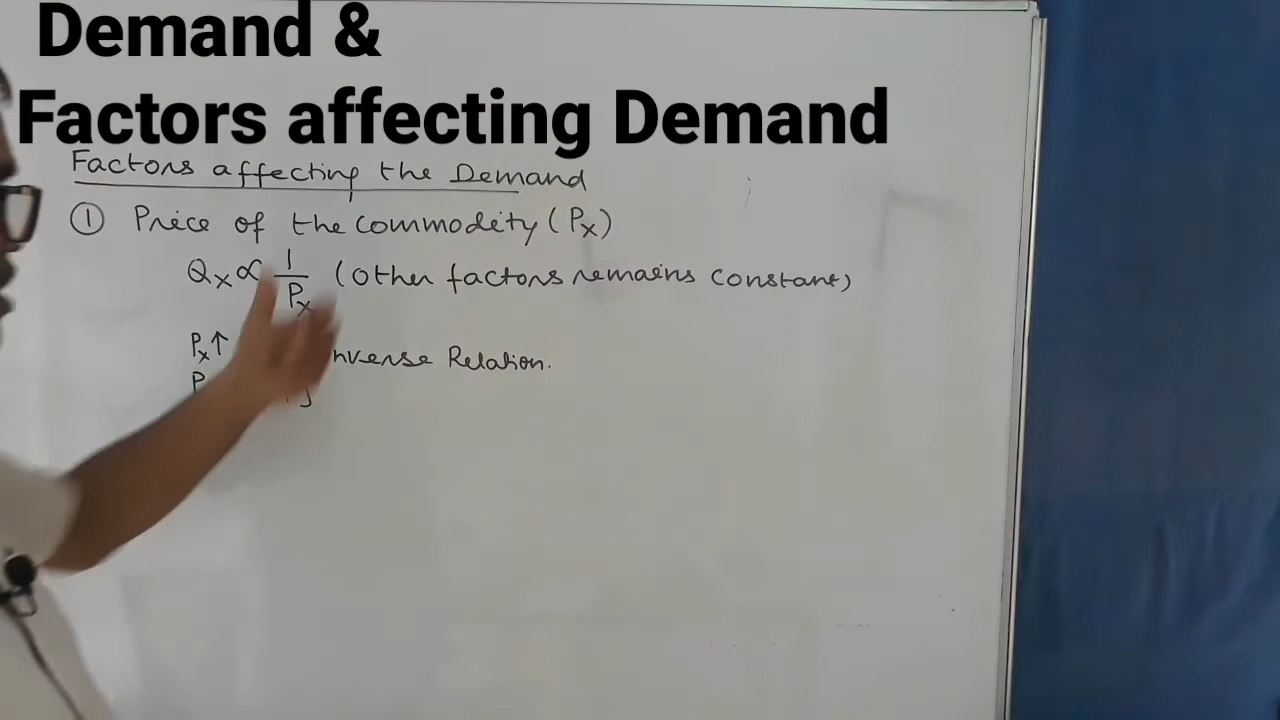 Demand &
Factors affecting Demand
Factors affecting the Demand
① Price of the commodity (Px)
Qx ∝ 1/Px (Other factors remains constant)
Px↑ nverse Relation.
P